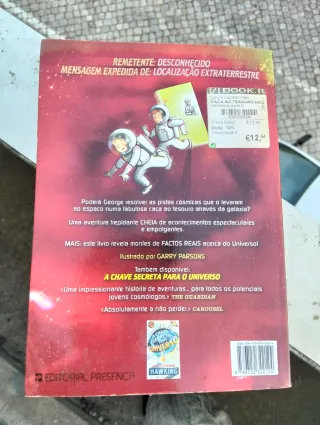 REMETENTE: DESCONHECIDO
MENSAGEM EXPEDIDA DE: LOCALIZAÇÃO EXTRATERRESTRE
BOOK.it
CACA AO TESOURO NO
€12,
Poderá George resolver as pistas cósmicas que o levaram
ao espaço numa fabulosa caça ao tesouro através da galáxia?
Uma aventura trepidante CHEIA de acontecimentos espectaculares
e empolgantes.
MAIS: este livro revela montes de FACTOS REAIS acerca do Universo!
Ilustrado por GARRY PARSONS
Também disponível:
A CHAVE SECRETA PARA O UNIVERSO
«Uma impressionante história de aventuras... para todos os potenciais
jovens cosmólogos.» THE GUARDIAN
«Absolutamente a não perder.» CAROUSEL
HAWKING
EDITORIAL PRESENÇA